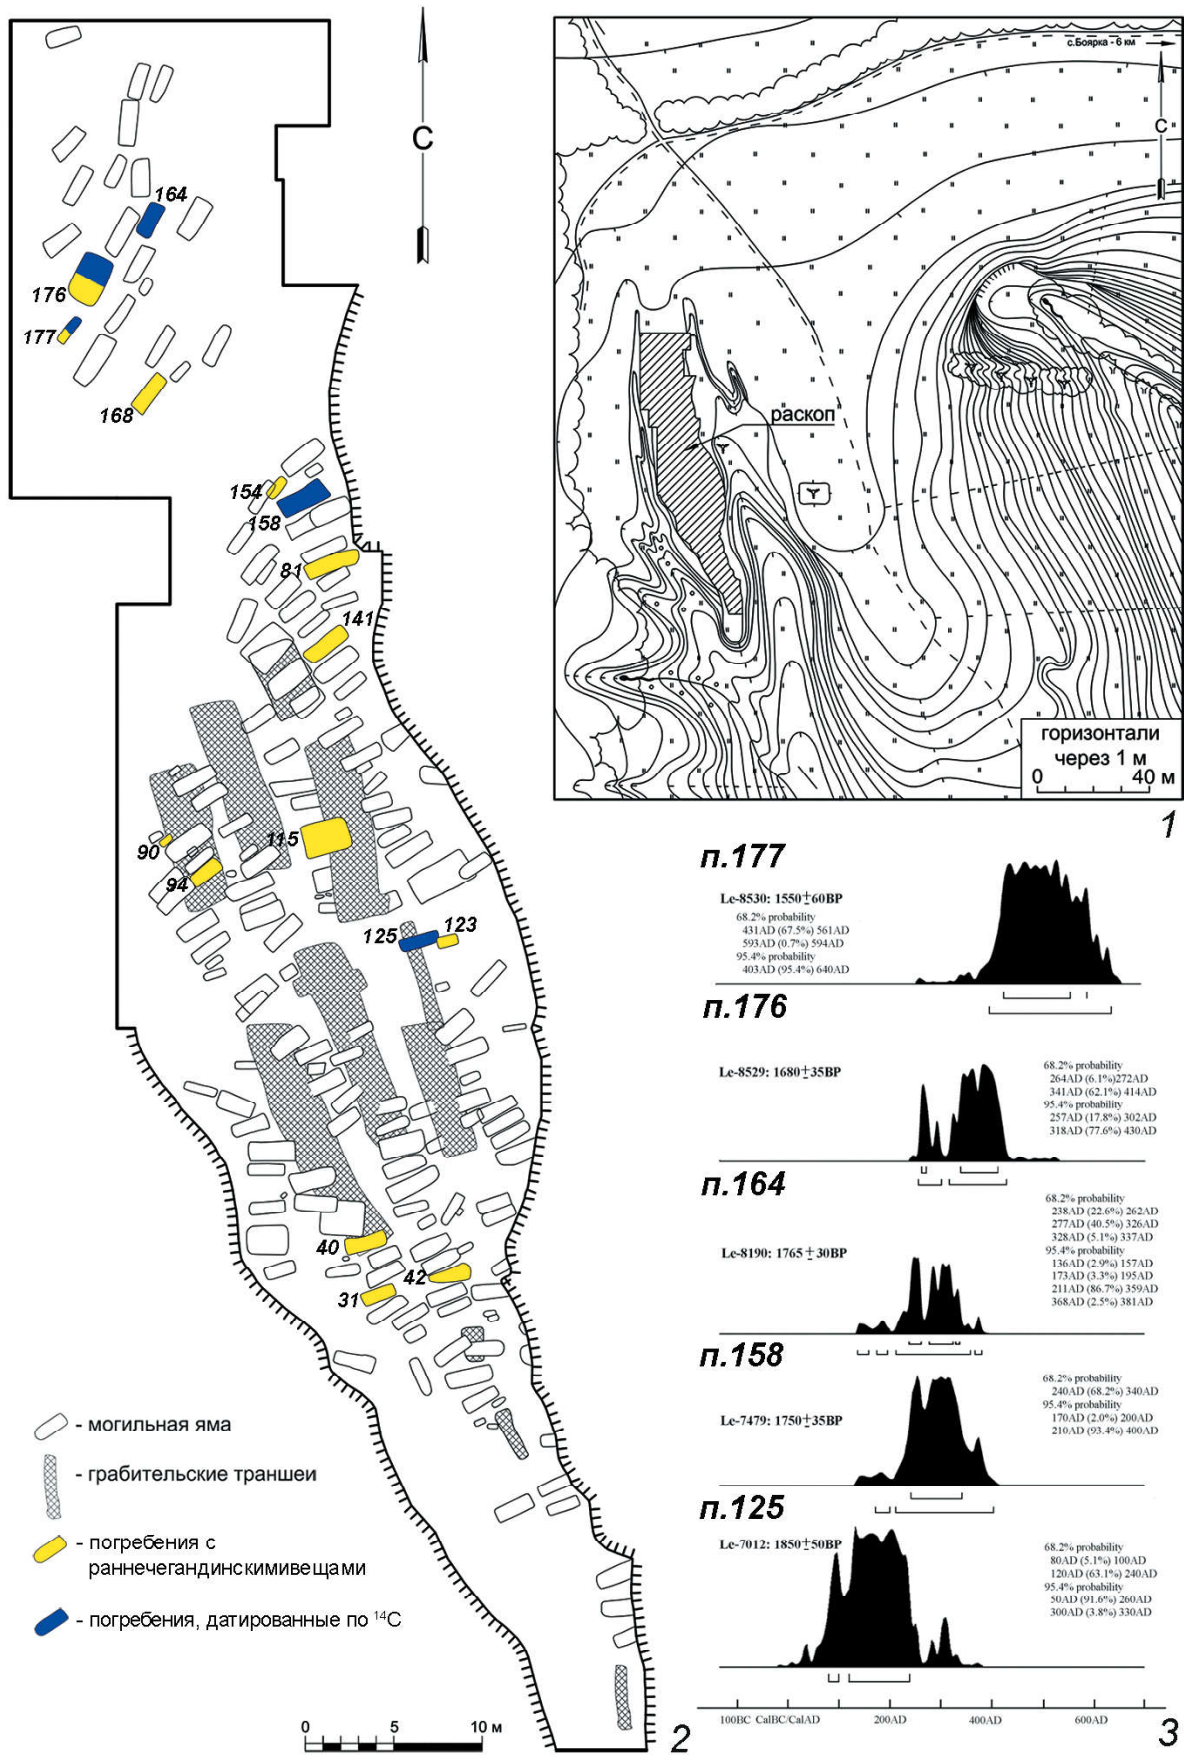 С
164
176
177
168
154
158
81
141
90
94
115
125
123
40
42
31
- могильная яма
- грабительские траншеи
- погребения с
раннечегандинскимивещами
- погребения, датированные по ¹⁴С
0 5 10 м
2
с.Боярка - 6 км
С
раскоп
горизонтали
через 1 м
0 40 м
1
п.177
Le-8530: 1550±60BP
68.2% probability
431AD (67.5%) 561AD
593AD (0.7%) 594AD
95.4% probability
403AD (95.4%) 640AD
п.176
Le-8529: 1680±35BP
68.2% probability
264AD (6.1%)272AD
341AD (62.1%) 414AD
95.4% probability
257AD (17.8%) 302AD
318AD (77.6%) 430AD
п.164
Le-8190: 1765±30BP
68.2% probability
238AD (22.6%) 262AD
277AD (40.5%) 326AD
328AD (5.1%) 337AD
95.4% probability
136AD (2.9%) 157AD
173AD (3.3%) 195AD
211AD (86.7%) 359AD
368AD (2.5%) 381AD
п.158
Le-7479: 1750±35BP
68.2% probability
240AD (68.2%) 340AD
95.4% probability
170AD (2.0%) 200AD
210AD (93.4%) 400AD
п.125
Le-7012: 1850±50BP
68.2% probability
80AD (5.1%) 100AD
120AD (63.1%) 240AD
95.4% probability
50AD (91.6%) 260AD
300AD (3.8%) 330AD
100BC CalBC/CalAD 200AD 400AD 600AD
3